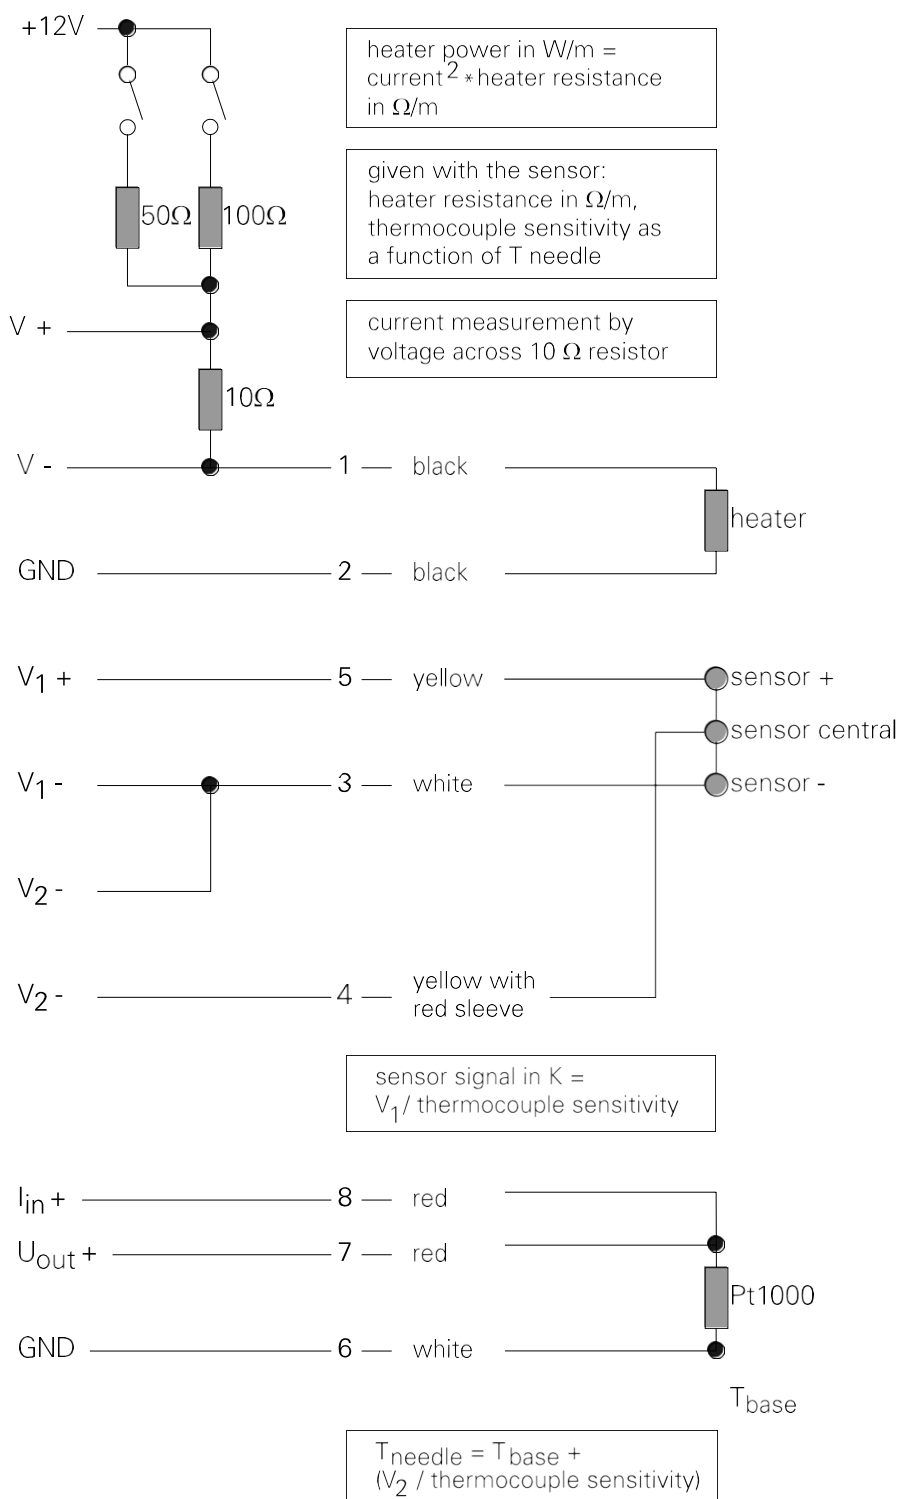 +12V
heater power in W/m =
current² * heater resistance
in Ω/m
given with the sensor:
heater resistance in Ω/m,
thermocouple sensitivity as
a function of T needle
50Ω 100Ω
V +
current measurement by
voltage across 10 Ω resistor
10Ω
V - 1 black
heater
GND 2 black
V1 + 5 yellow sensor +
sensor central
V1 - 3 white sensor -
V2 -
V2 - 4 yellow with
red sleeve
sensor signal in K =
V1 / thermocouple sensitivity
Iin + 8 red
Uout + 7 red
Pt1000
GND 6 white
Tbase
Tneedle = Tbase +
(V2 / thermocouple sensitivity)